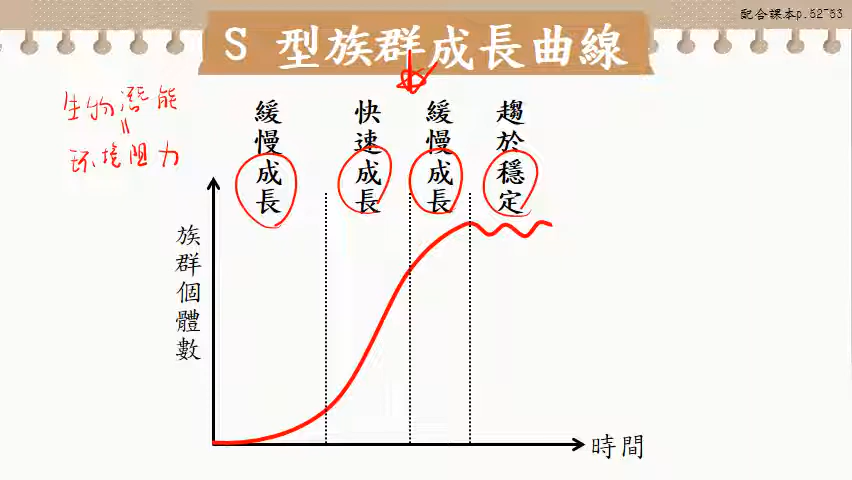 配合課本p.52~53
S 型族群成長曲線
生物潛能
=
环境阻力
緩慢成長
快速成長
緩慢成長
趨於穩定
族群個體數
時間